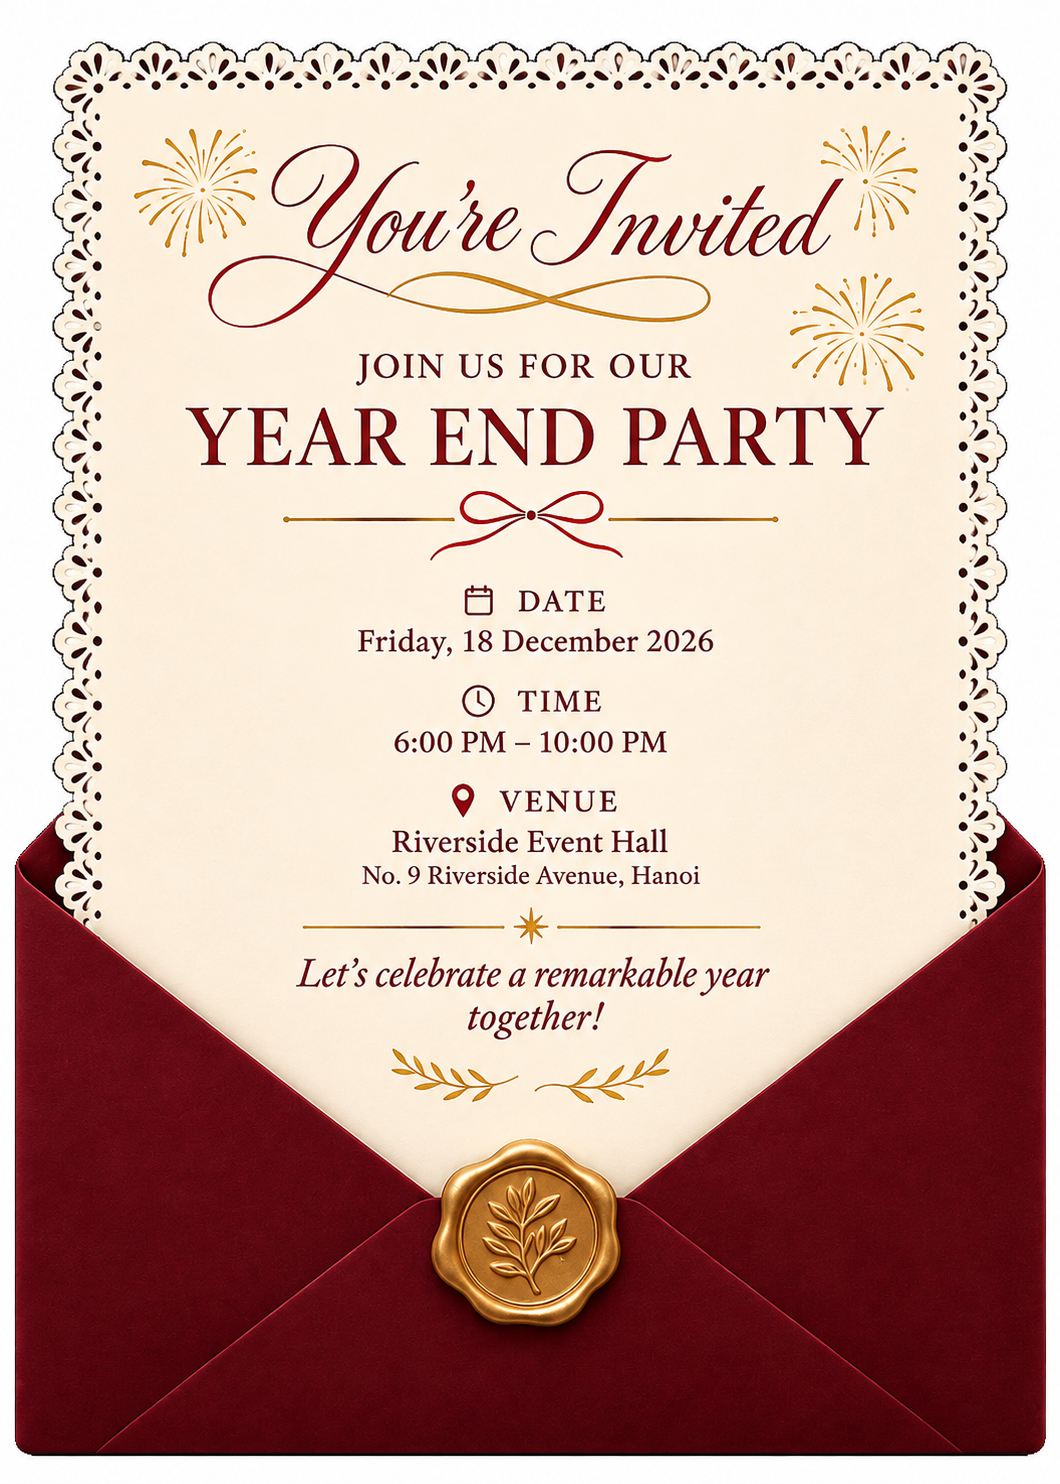 You're Invited
JOIN US FOR OUR
YEAR END PARTY
DATE
Friday, 18 December 2026
TIME
6:00 PM – 10:00 PM
VENUE
Riverside Event Hall
No. 9 Riverside Avenue, Hanoi
Let's celebrate a remarkable year
together!